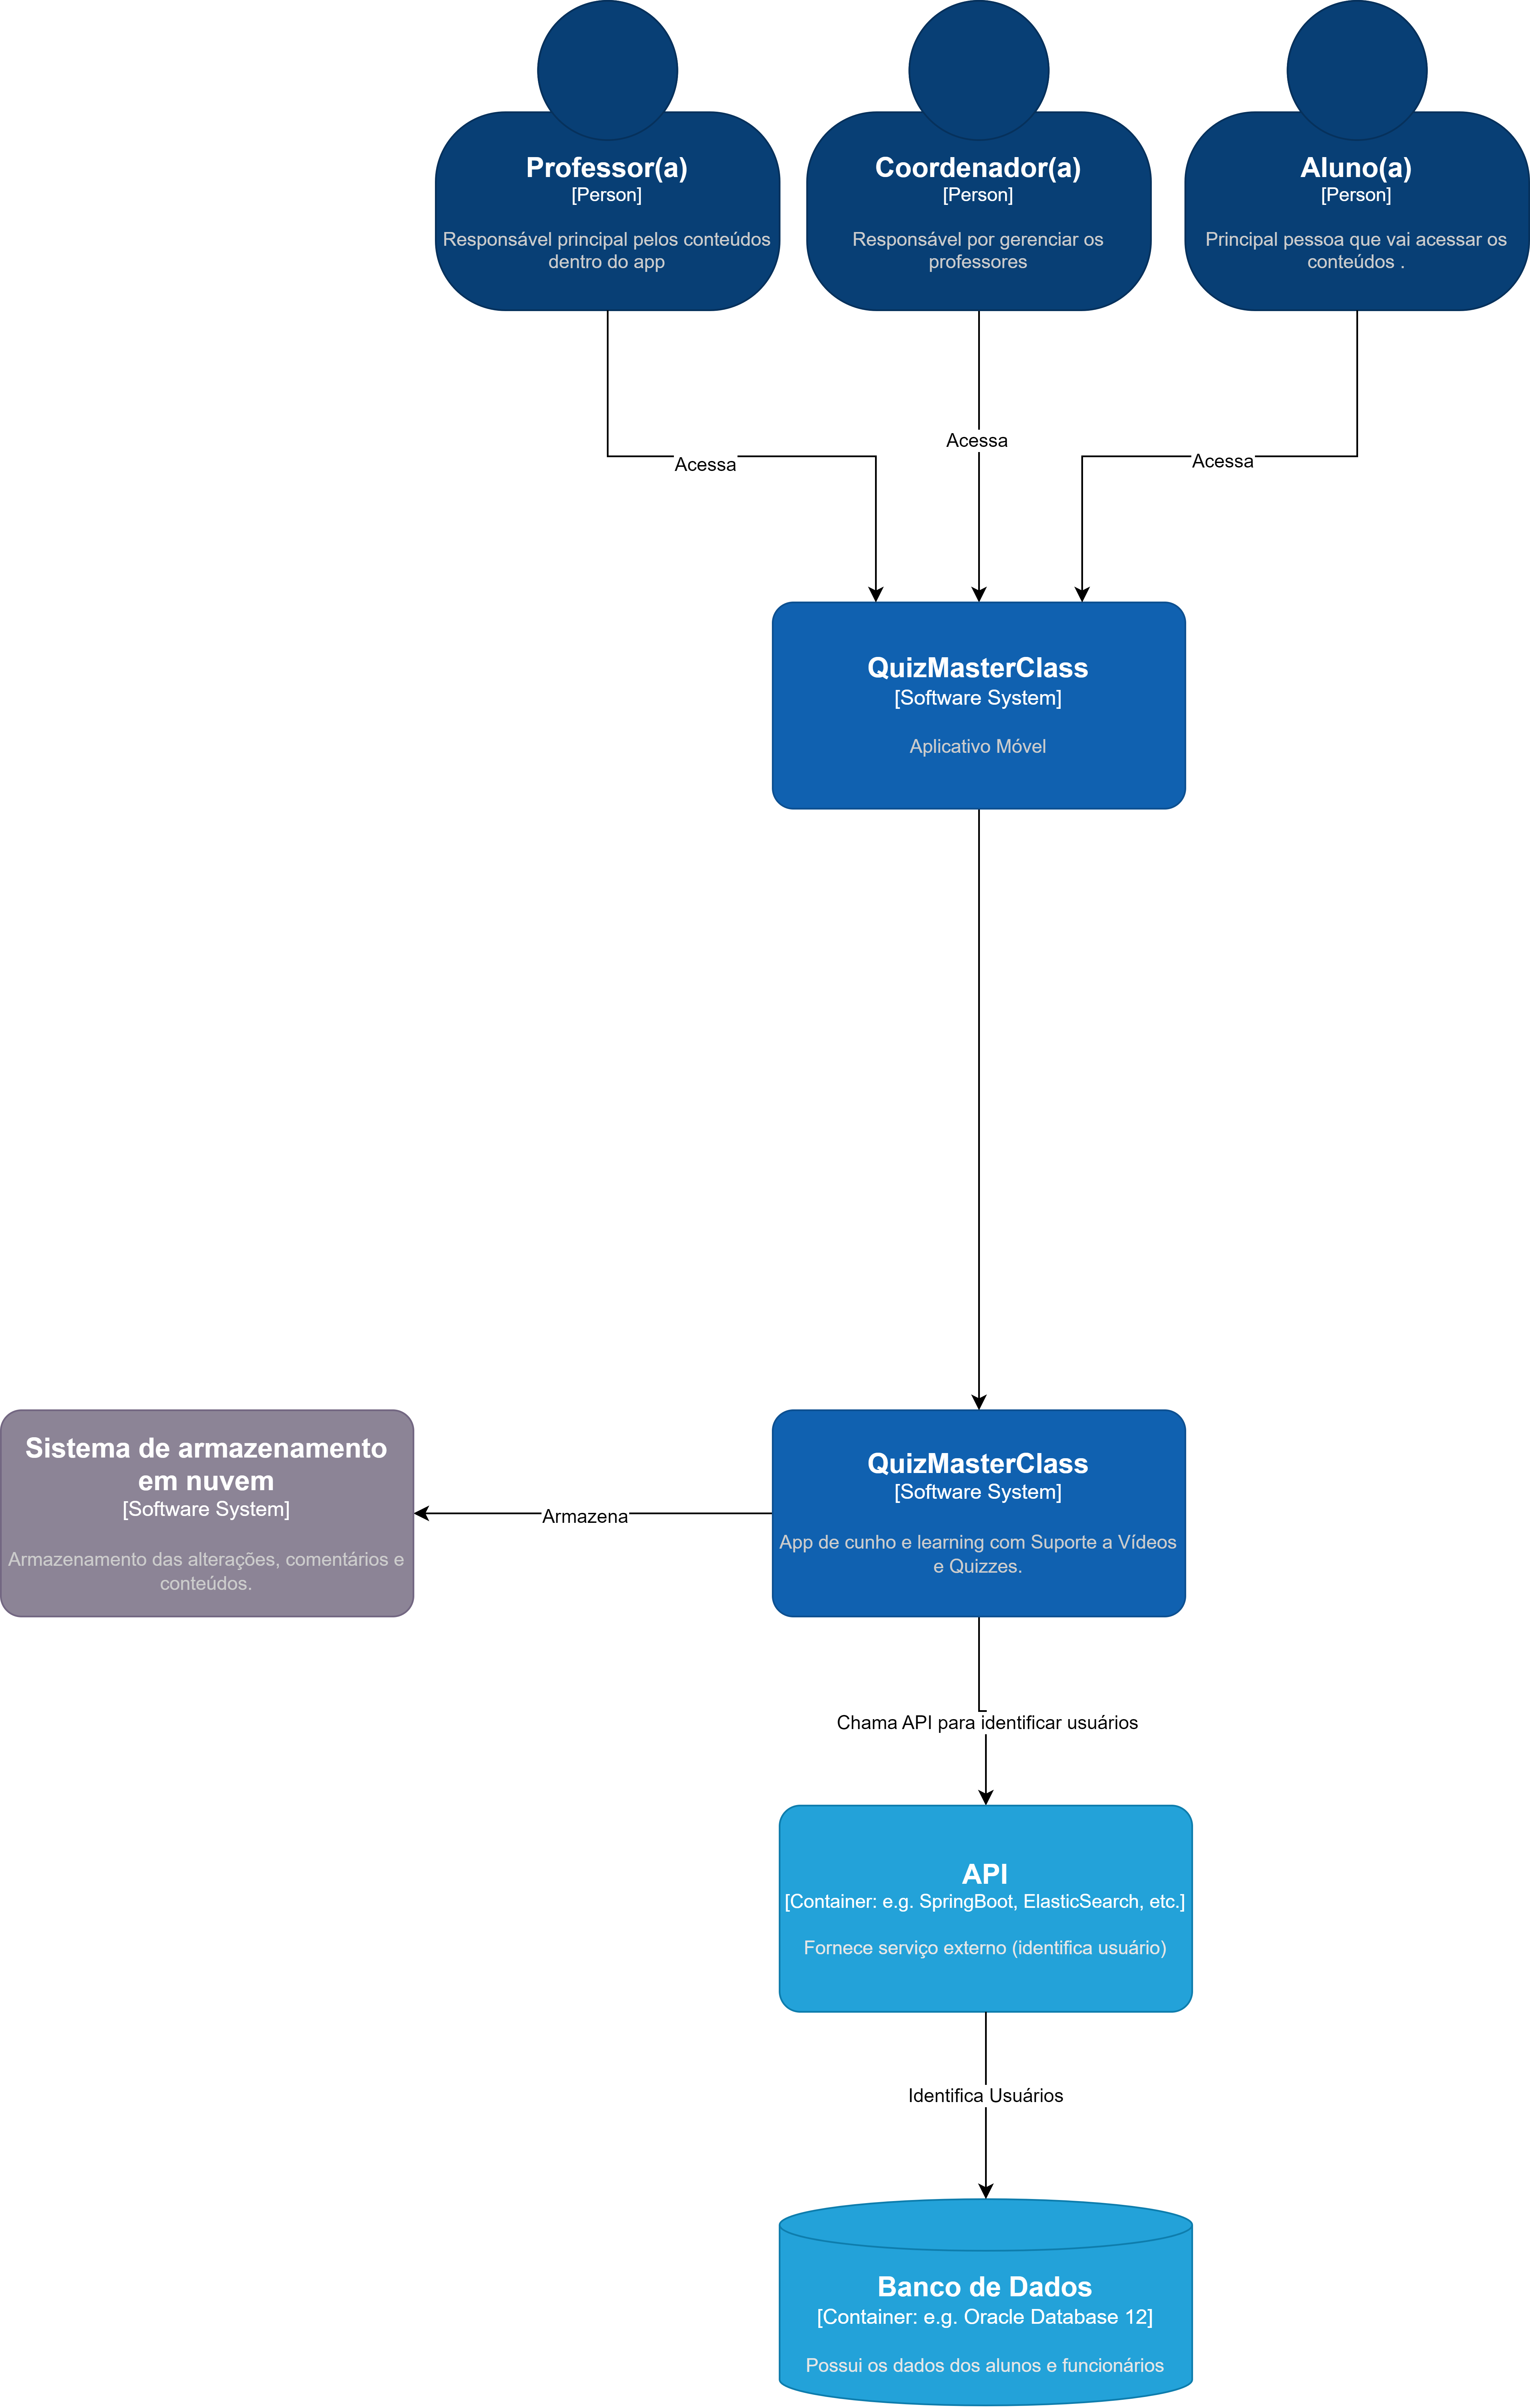 Professor(a)
[Person]
Responsável principal pelos conteúdos
dentro do app
Coordenador(a)
[Person]
Responsável por gerenciar os
professores
Aluno(a)
[Person]
Principal pessoa que vai acessar os
conteúdos .
Acessa
Acessa
Acessa
QuizMasterClass
[Software System]
Aplicativo Móvel
Sistema de armazenamento
em nuvem
[Software System]
Armazenamento das alterações, comentários e
conteúdos.
Armazena
QuizMasterClass
[Software System]
App de cunho e learning com Suporte a Vídeos
e Quizzes.
Chama API para identificar usuários
API
[Container: e.g. SpringBoot, ElasticSearch, etc.]
Fornece serviço externo (identifica usuário)
Identifica Usuários
Banco de Dados
[Container: e.g. Oracle Database 12]
Possui os dados dos alunos e funcionários